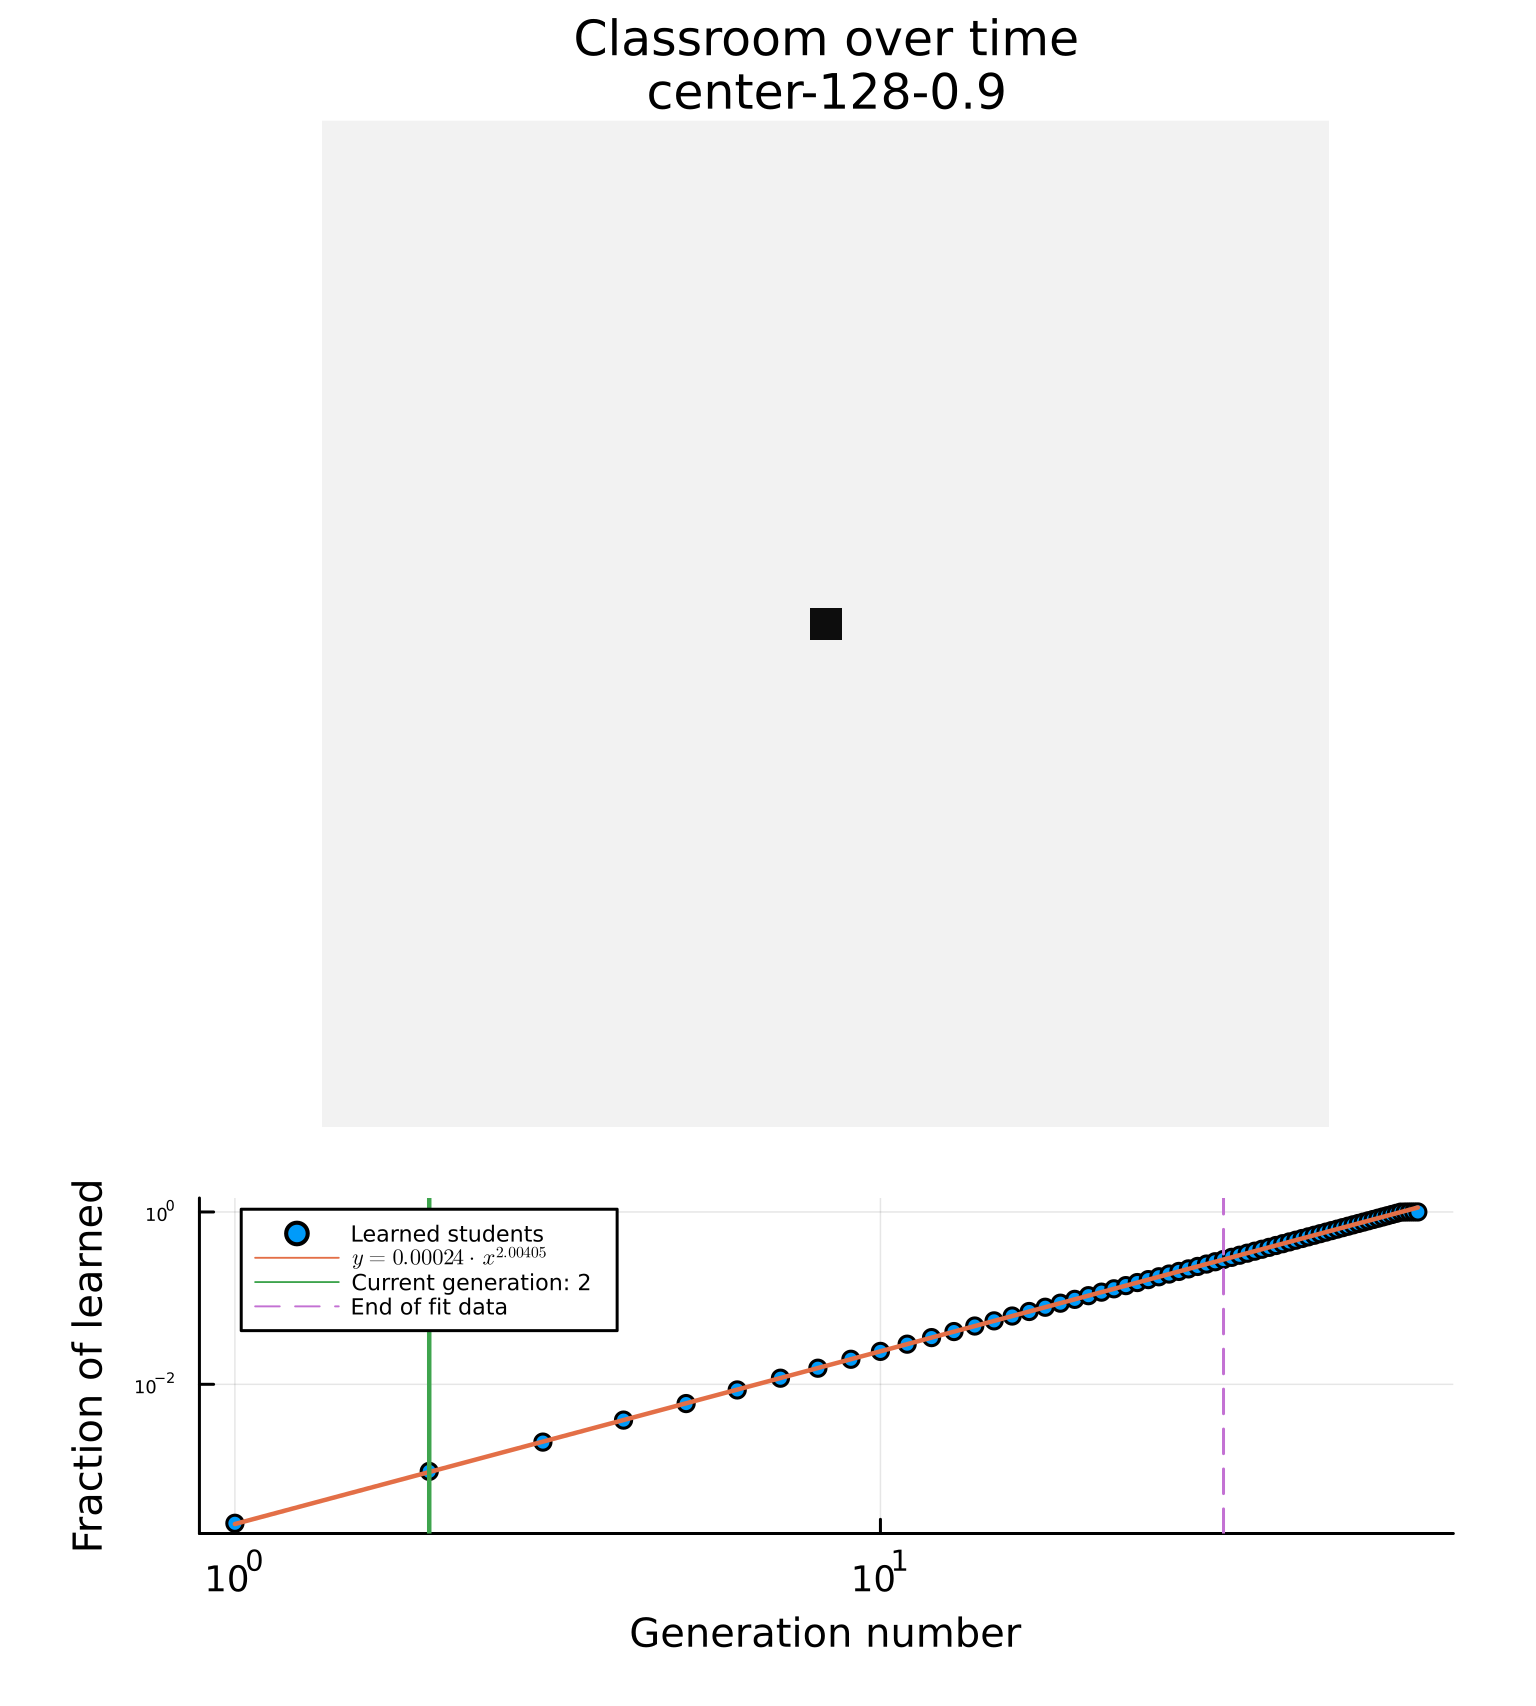 Classroom over time
center-128-0.9
Fraction of learned
10^0
10^-2
Learned students
y = 0.00024 · x^2.00405
Current generation: 2
End of fit data
10^0
10^1
Generation number